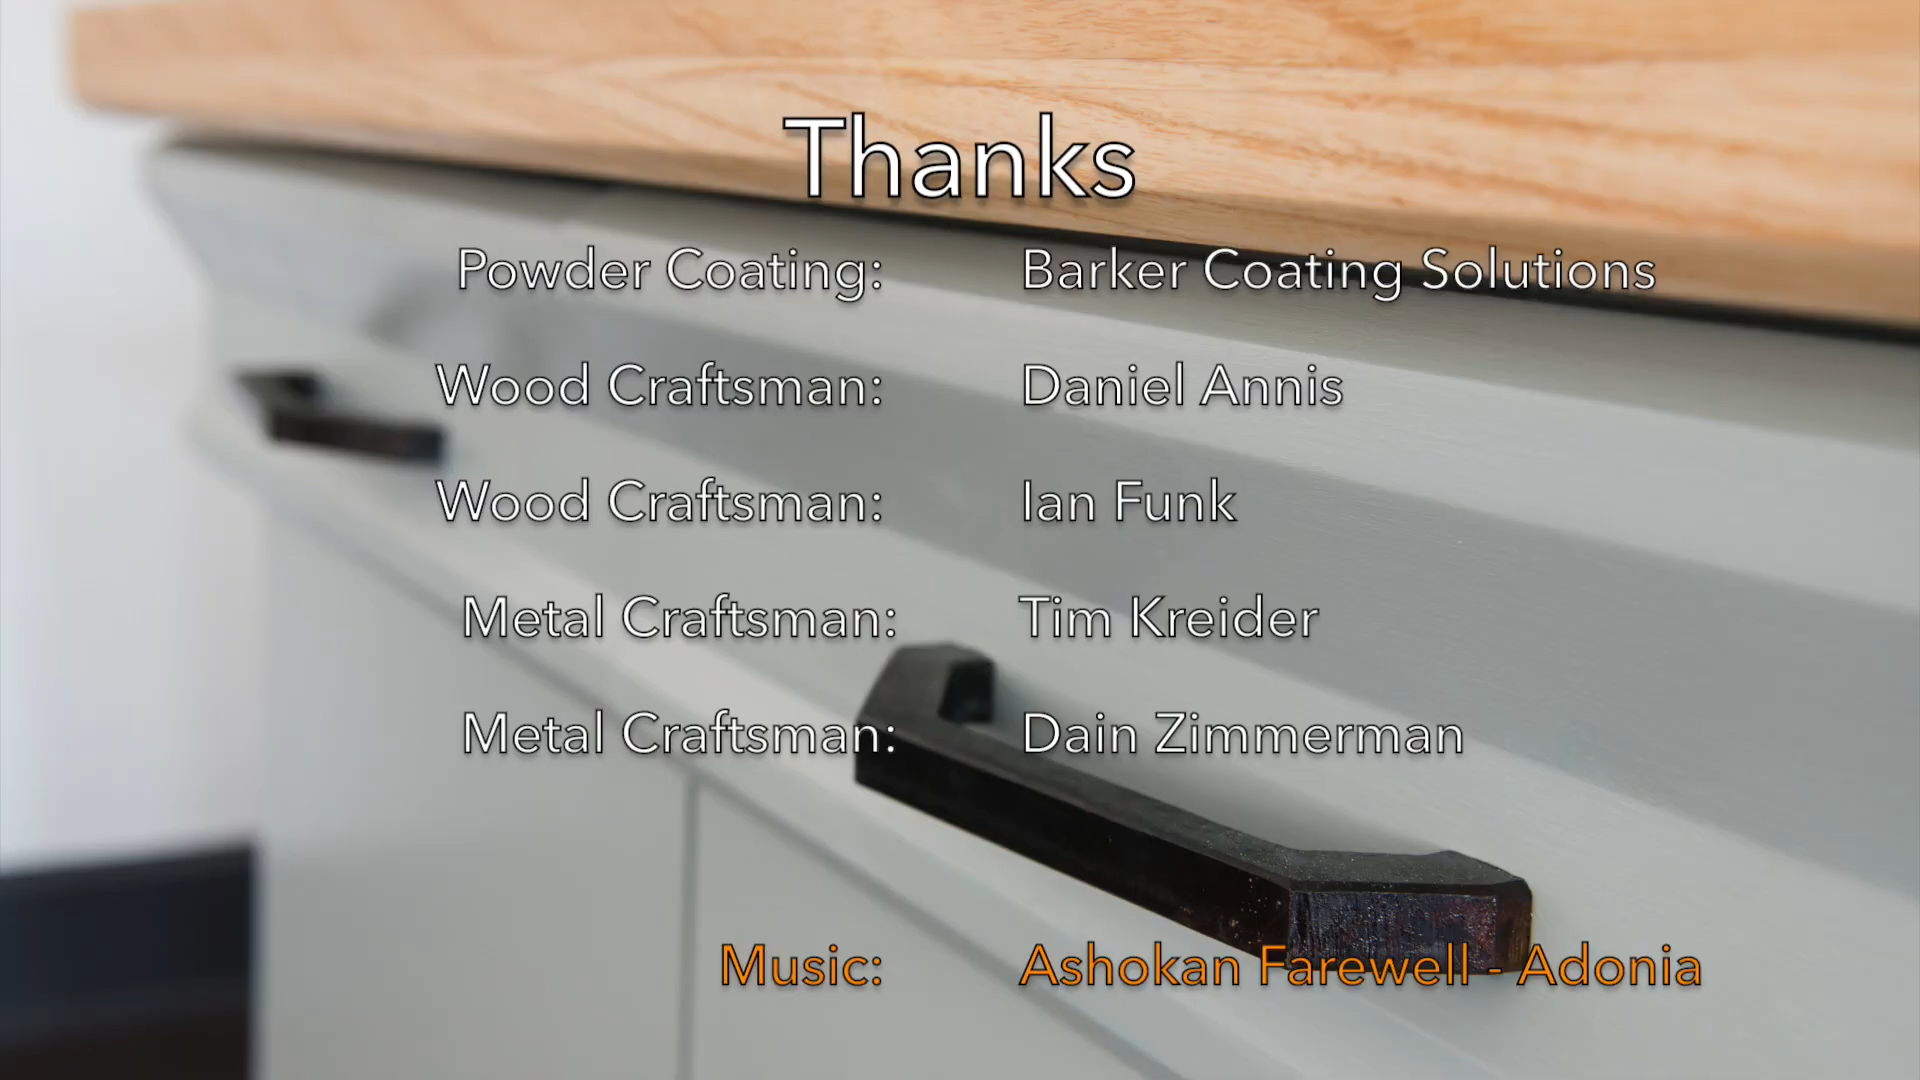 Thanks
Powder Coating: Barker Coating Solutions
Wood Craftsman: Daniel Annis
Wood Craftsman: Ian Funk
Metal Craftsman: Tim Kreider
Metal Craftsman: Dain Zimmerman
Music: Ashokan Farewell - Adonia